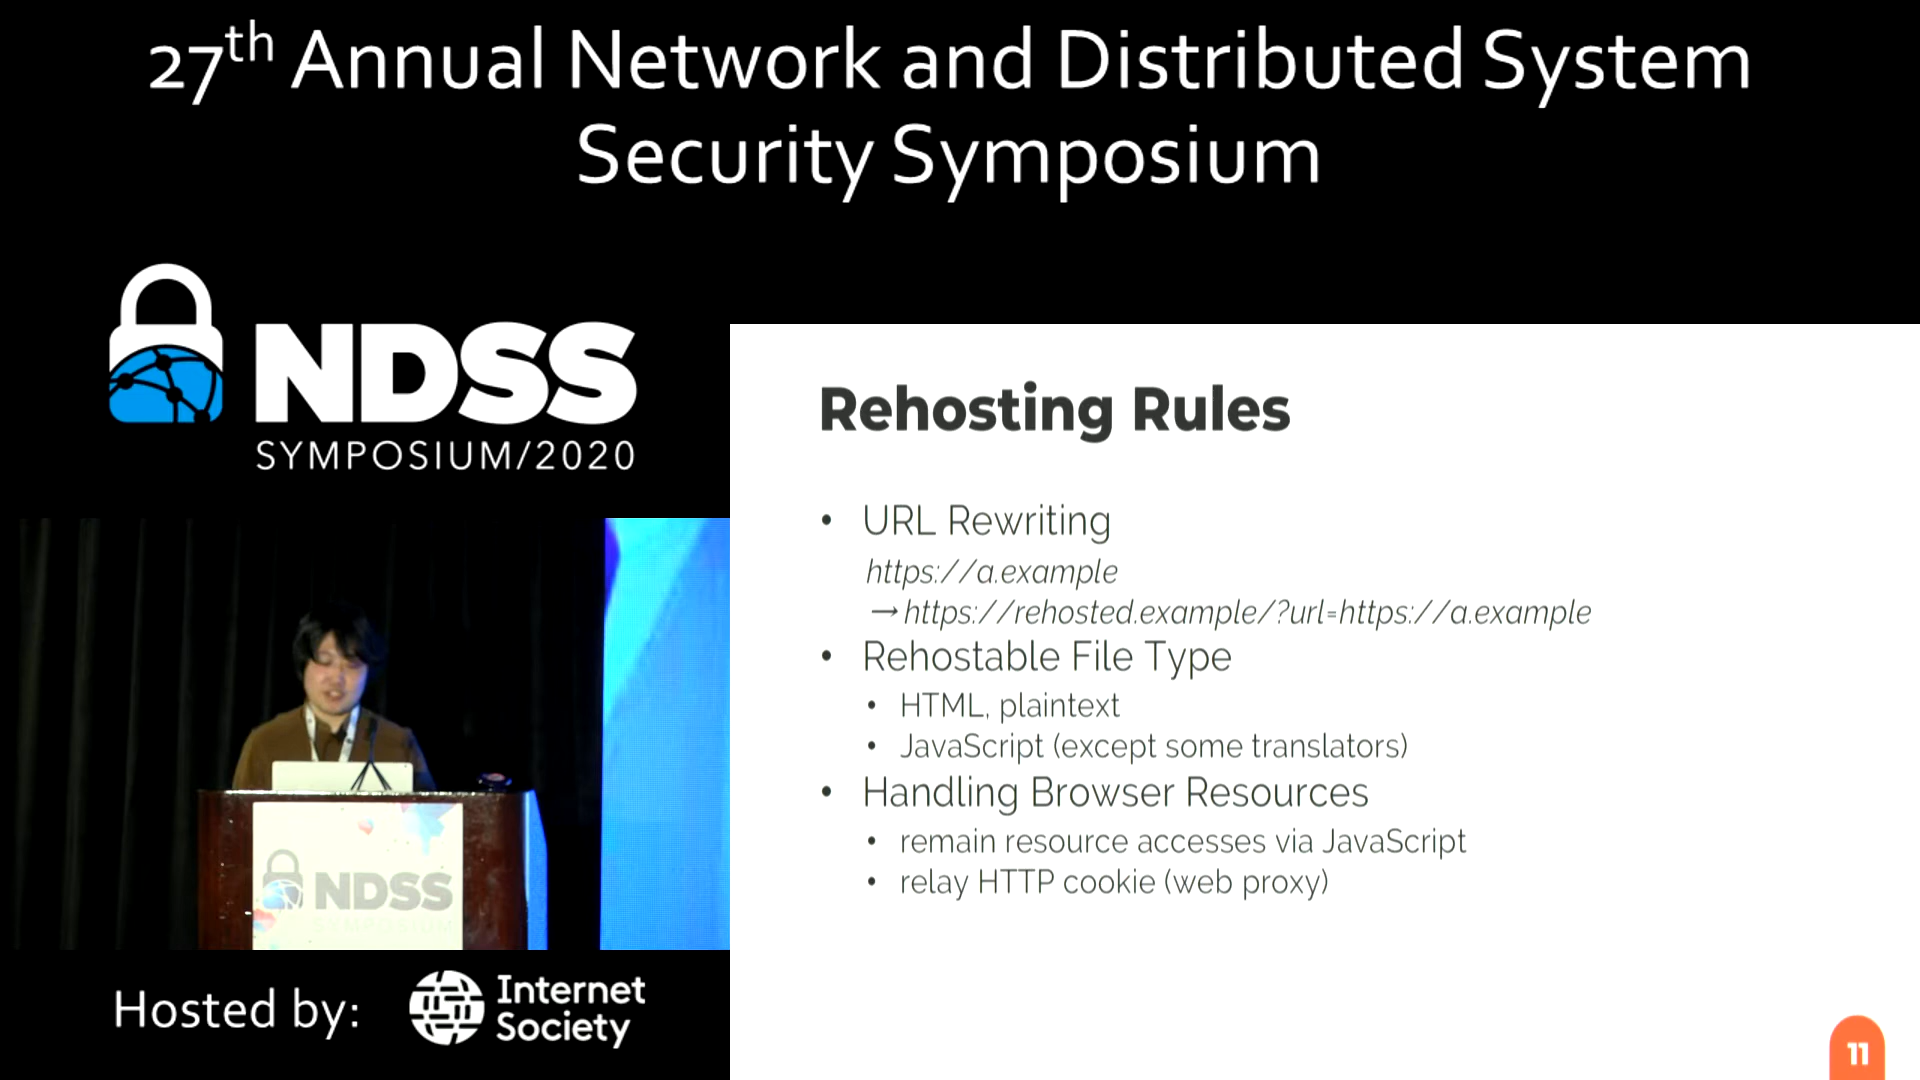 27th Annual Network and Distributed System
Security Symposium
NDSS
SYMPOSIUM/2020
Rehosting Rules
• URL Rewriting
https://a.example
→https://rehosted.example/?url=https://a.example
• Rehostable File Type
• HTML, plaintext
• JavaScript (except some translators)
• Handling Browser Resources
• remain resource accesses via JavaScript
• relay HTTP cookie (web proxy)
NDSS
SYMPOSIUM
Hosted by:
Internet
Society
11